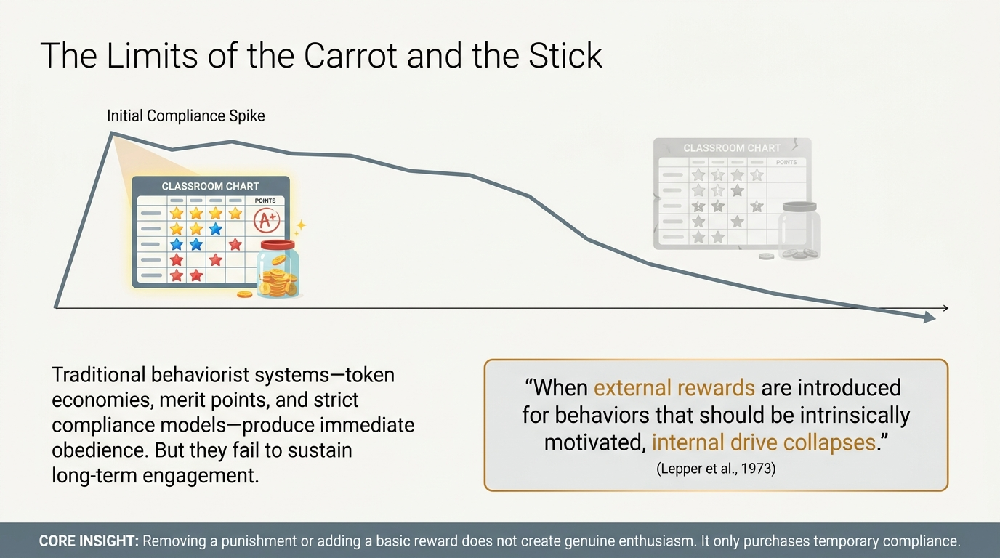 The Limits of the Carrot and the Stick
Initial Compliance Spike
CLASSROOM CHART
POINTS
A+
CLASSROOM CHART
POINTS
Traditional behaviorist systems—token
economies, merit points, and strict
compliance models—produce immediate
obedience. But they fail to sustain
long-term engagement.
“When external rewards are introduced
for behaviors that should be intrinsically
motivated, internal drive collapses.”
(Lepper et al., 1973)
CORE INSIGHT: Removing a punishment or adding a basic reward does not create genuine enthusiasm. It only purchases temporary compliance.